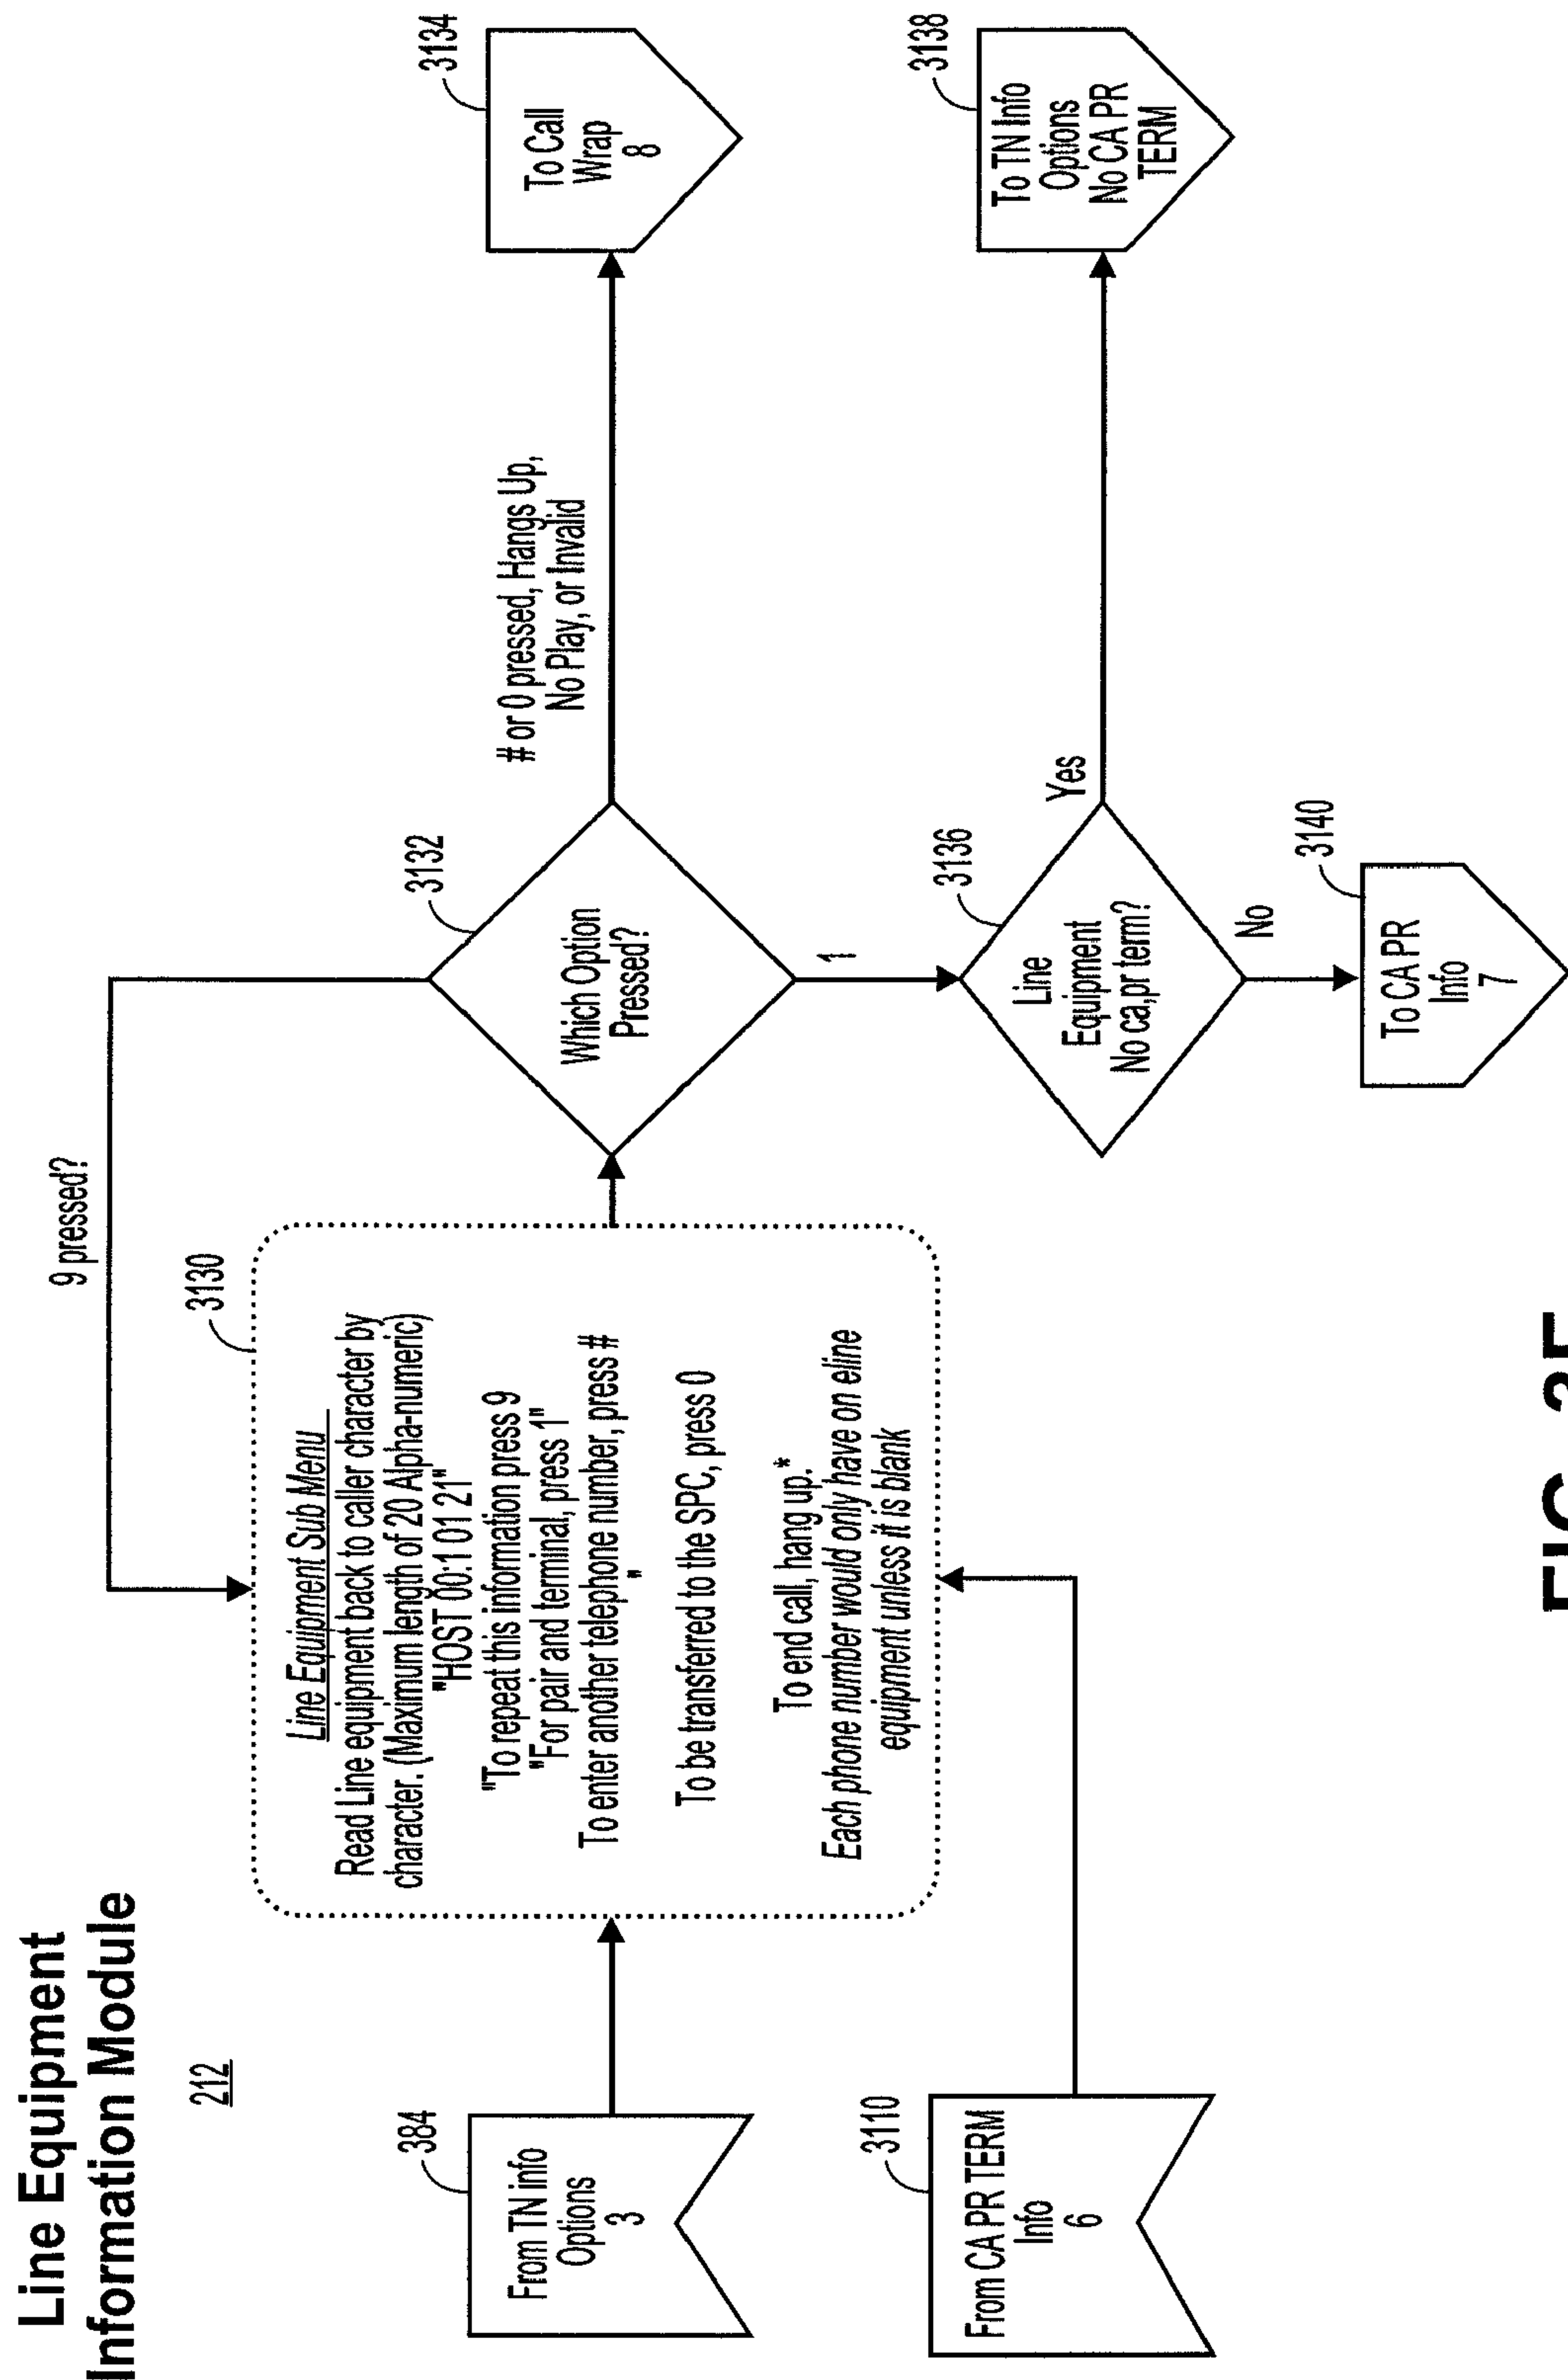 Line Equipment
Information Module
212
9 pressed?
384
From TN info
Options
3
3110
From CA PR TERM
Info
6
3130
Line Equipment Sub Menu
Read Line equipment back to caller character by
character. (Maximum length of 20 Alpha-numeric)
"HOST 00:1 01 21"
"To repeat this information press 9
"For pair and terminal, press 1"
To enter another telephone number, press #
"
To be transferred to the SPC, press 0
To end call, hang up.*
Each phone number would only have on eline
equipment unless it is blank
3132
Which Option
Pressed?
# or 0 pressed, Hangs Up,
No Play, or Invalid
3134
To Call
Wrap
8
1
3136
Line
Equipment
No ca,pr term?
Yes
3138
To TN Info
Options
No CA PR
TERM
No
3140
To CA PR
Info
7